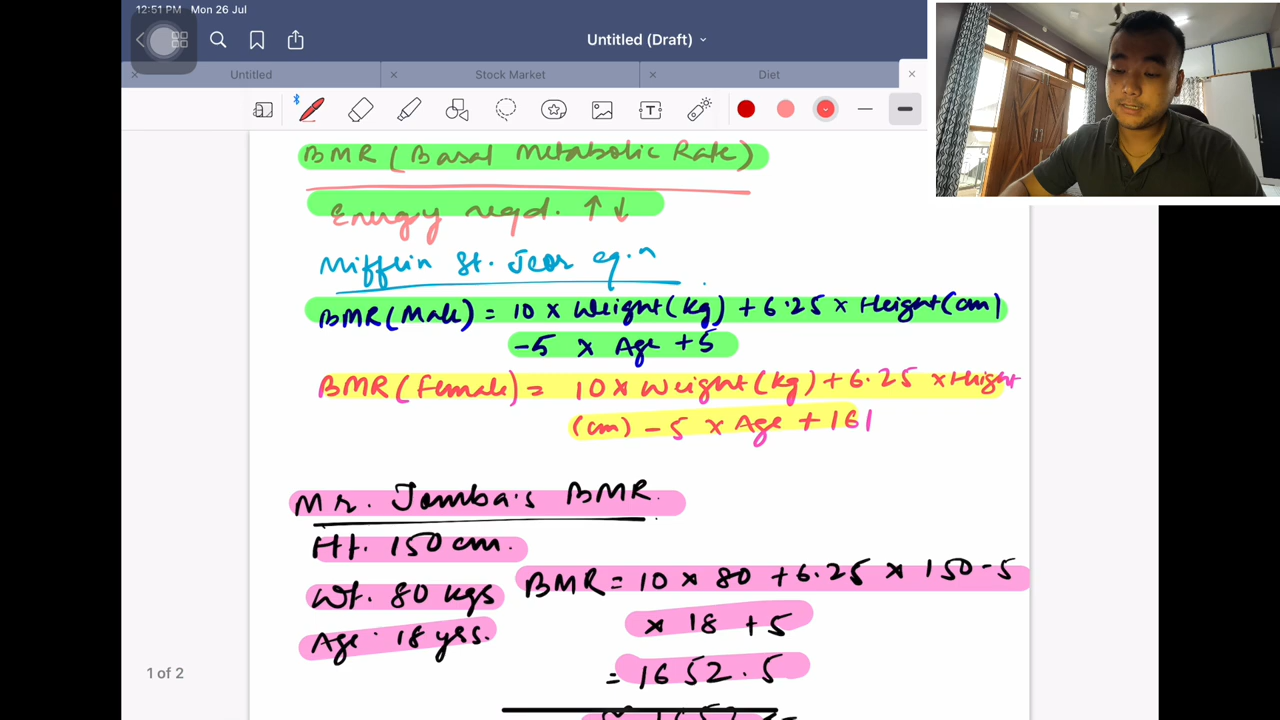 12:51 PM Mon 26 Jul
Untitled (Draft)
Untitled
Stock Market
Diet
T
BMR (Basal Metabolic Rate)
Energy reqd. ↑↓
Mifflin St. Jeor eq.n
BMR (Male) = 10 x Weight (kg) + 6.25 x Height (cm)
-5 x Age +5
BMR (Female) = 10 x Weight (kg) + 6.25 x Height
(cm) - 5 x Age + 161
Mr. Jamba's BMR.
Ht. 150 cm.
Wt. 80 kgs
Age. 18 yrs.
BMR = 10 x 80 + 6.25 x 150 - 5
x 18 + 5
= 1652.5
1 of 2